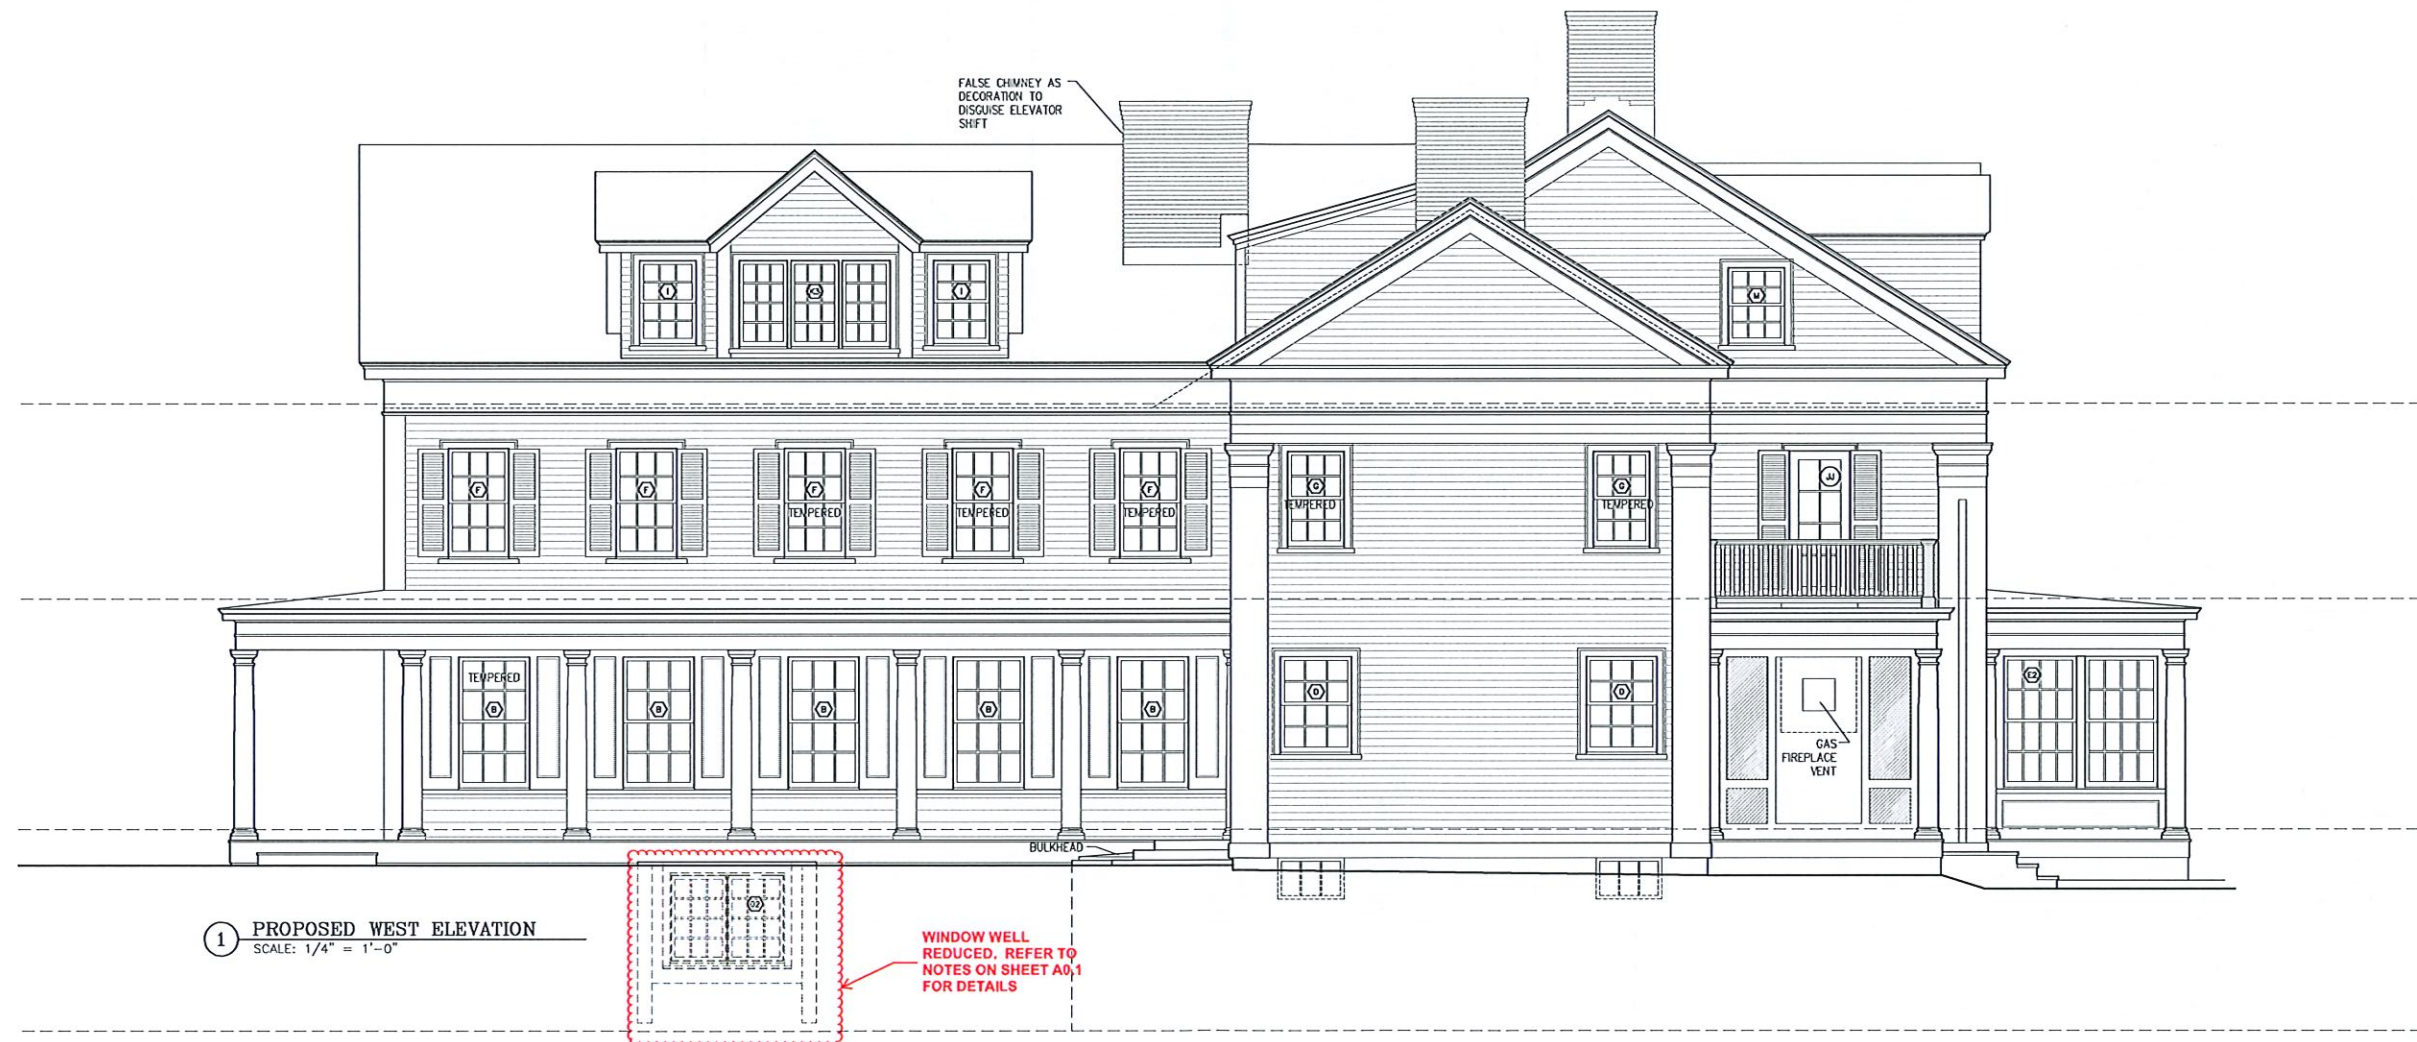 FALSE CHIMNEY AS
DECORATION TO
DISGUISE ELEVATOR
SHIFT
I
I
M
F
F
F
F
F
TEMPERED
TEMPERED
TEMPERED
G
G
TEMPERED
TEMPERED
JJ
TEMPERED
B
B
B
B
B
D
D
E2
GAS
FIREPLACE
VENT
BULKHEAD
1
PROPOSED WEST ELEVATION
SCALE: 1/4" = 1'-0"
WINDOW WELL
REDUCED. REFER TO
NOTES ON SHEET A0.1
FOR DETAILS